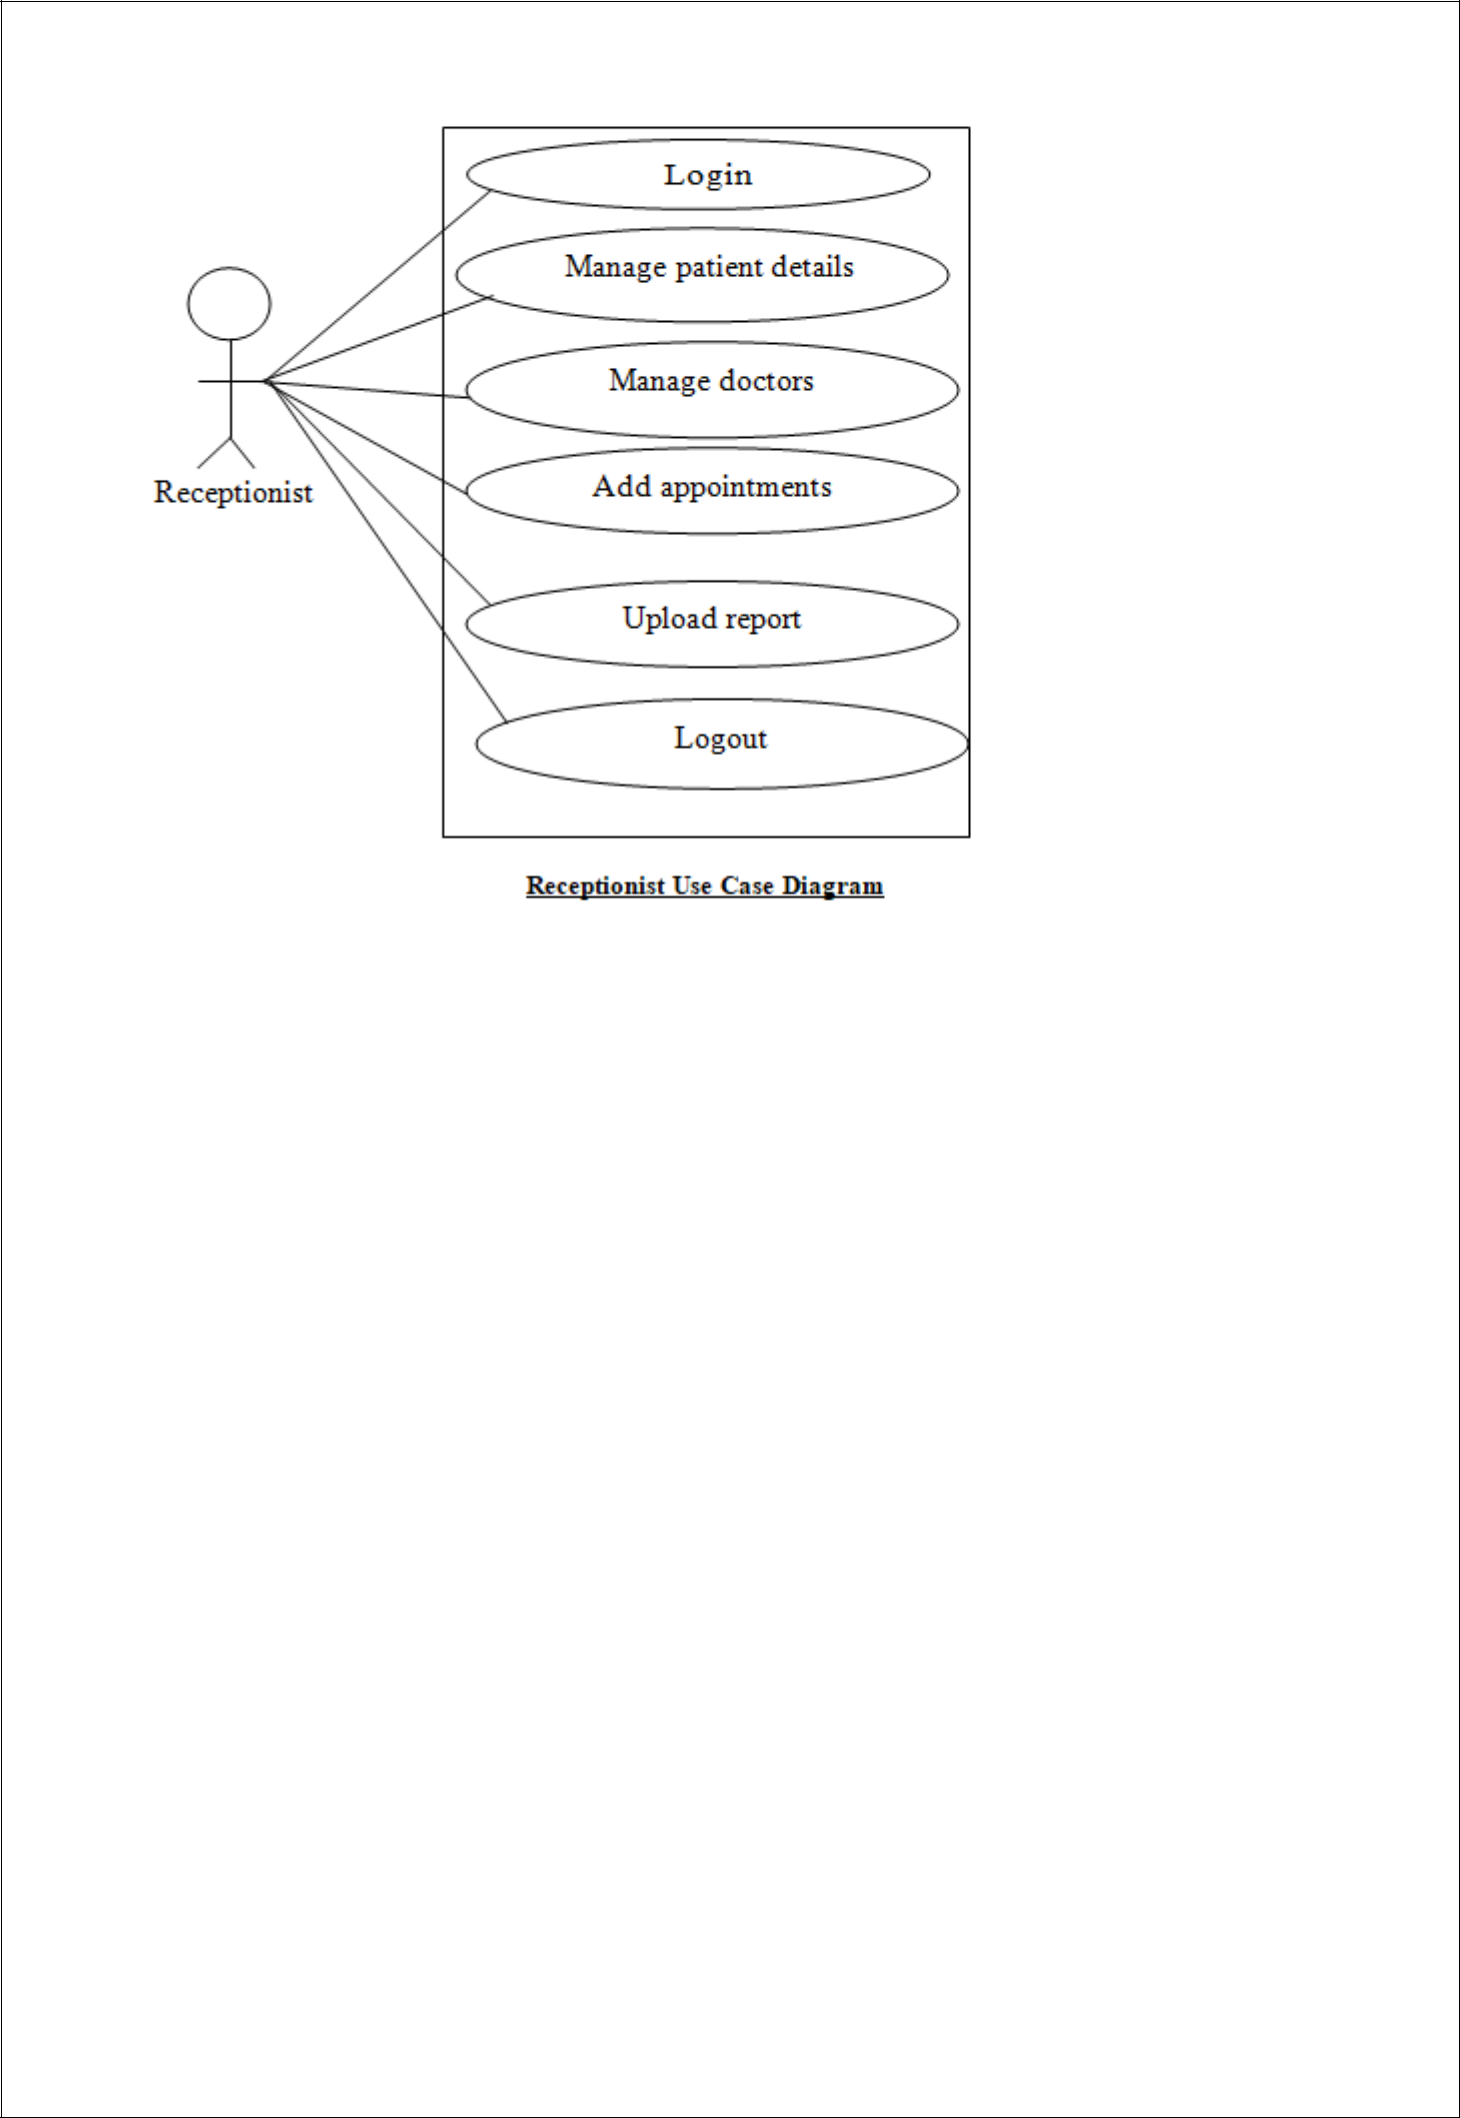 Login
Manage patient details
Manage doctors
Add appointments
Receptionist
Upload report
Logout
Receptionist Use Case Diagram